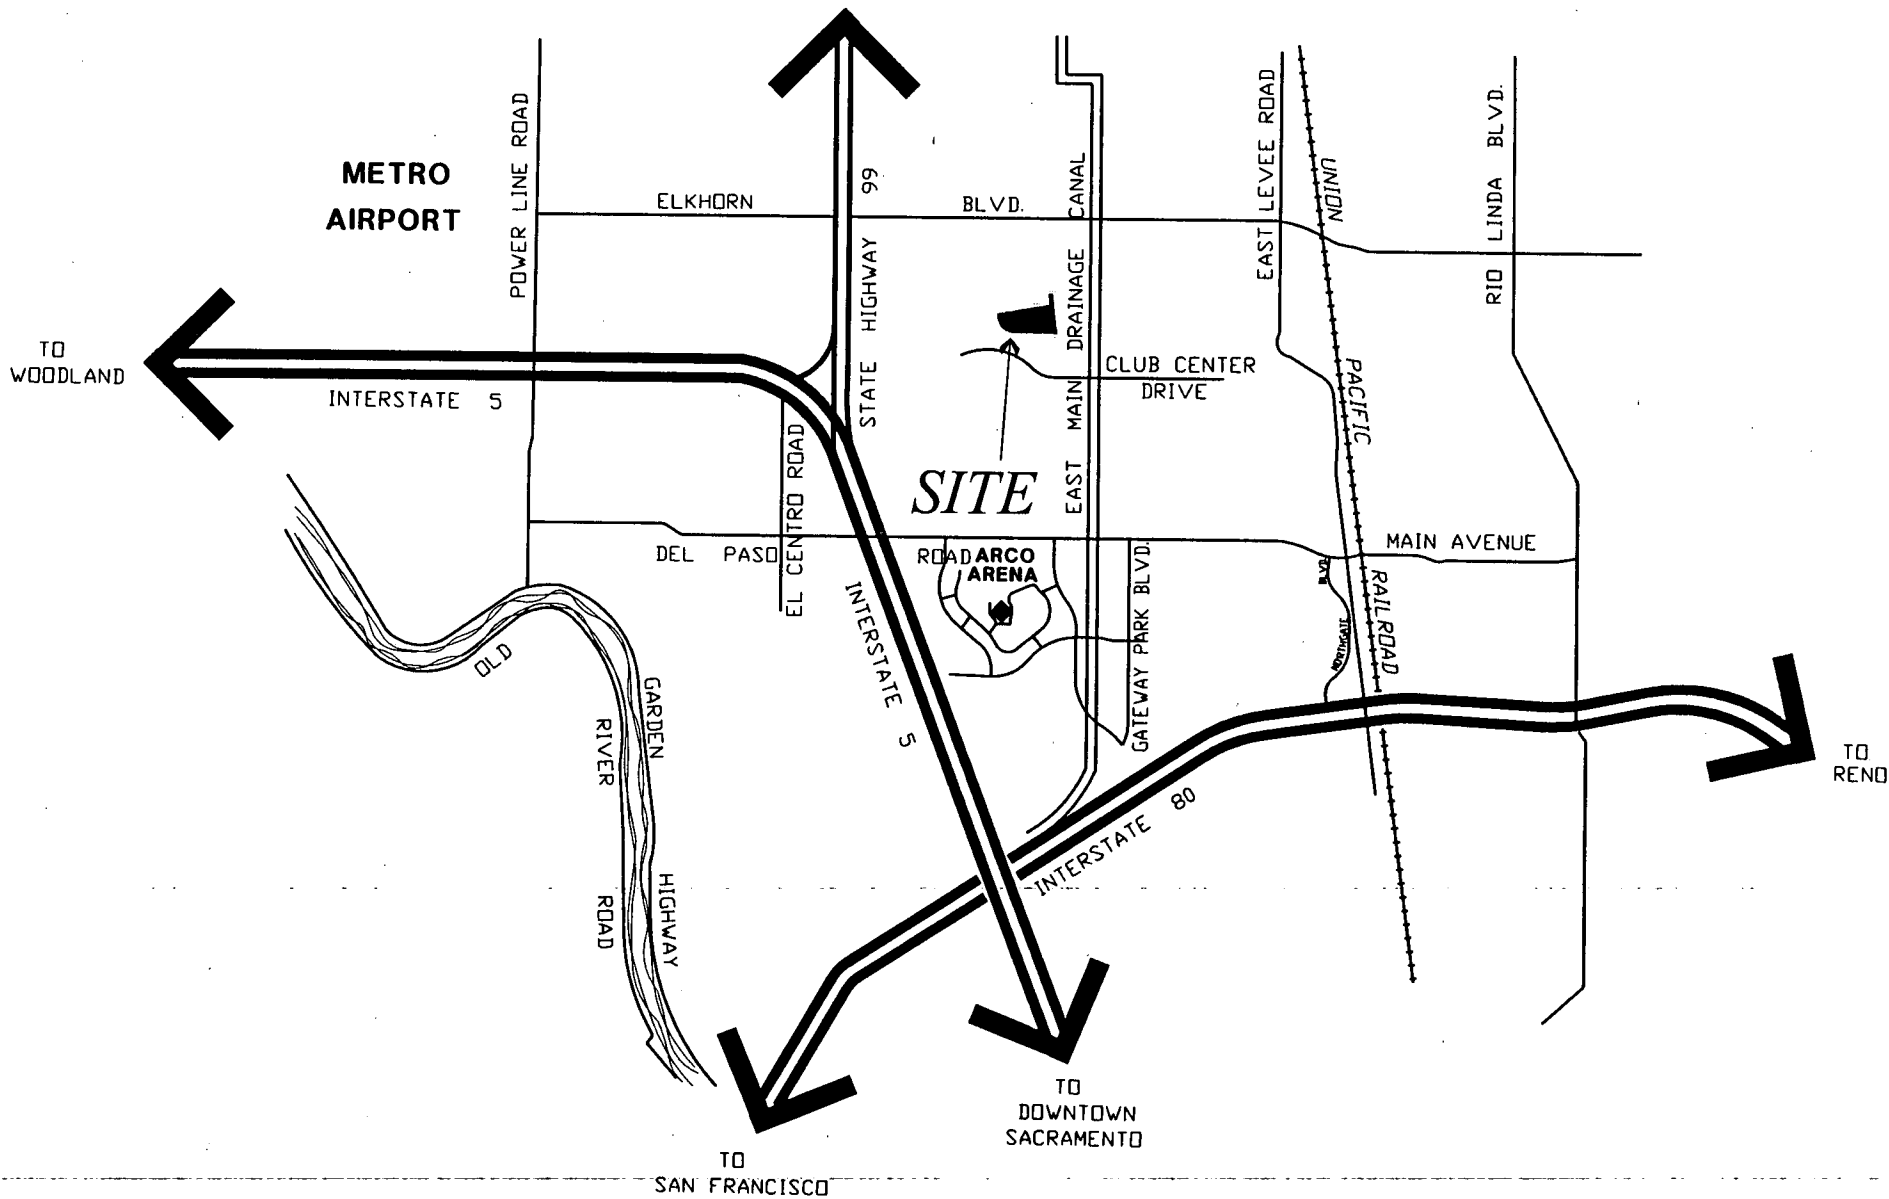 METRO
AIRPORT
POWER LINE ROAD
ELKHORN BLVD.
STATE HIGHWAY 99
EAST MAIN DRAINAGE CANAL
EAST LEVEE ROAD
UNION PACIFIC RAILROAD
RIO LINDA BLVD.
TO
WOODLAND
INTERSTATE 5
CLUB CENTER
DRIVE
SITE
EL CENTRO ROAD
DEL PASO ROAD
ARCO
ARENA
MAIN AVENUE
NORTHGATE BLVD.
GATEWAY PARK BLVD.
INTERSTATE 5
OLD RIVER ROAD
GARDEN HIGHWAY
INTERSTATE 80
TO
RENO
TO
DOWNTOWN
SACRAMENTO
TO
SAN FRANCISCO